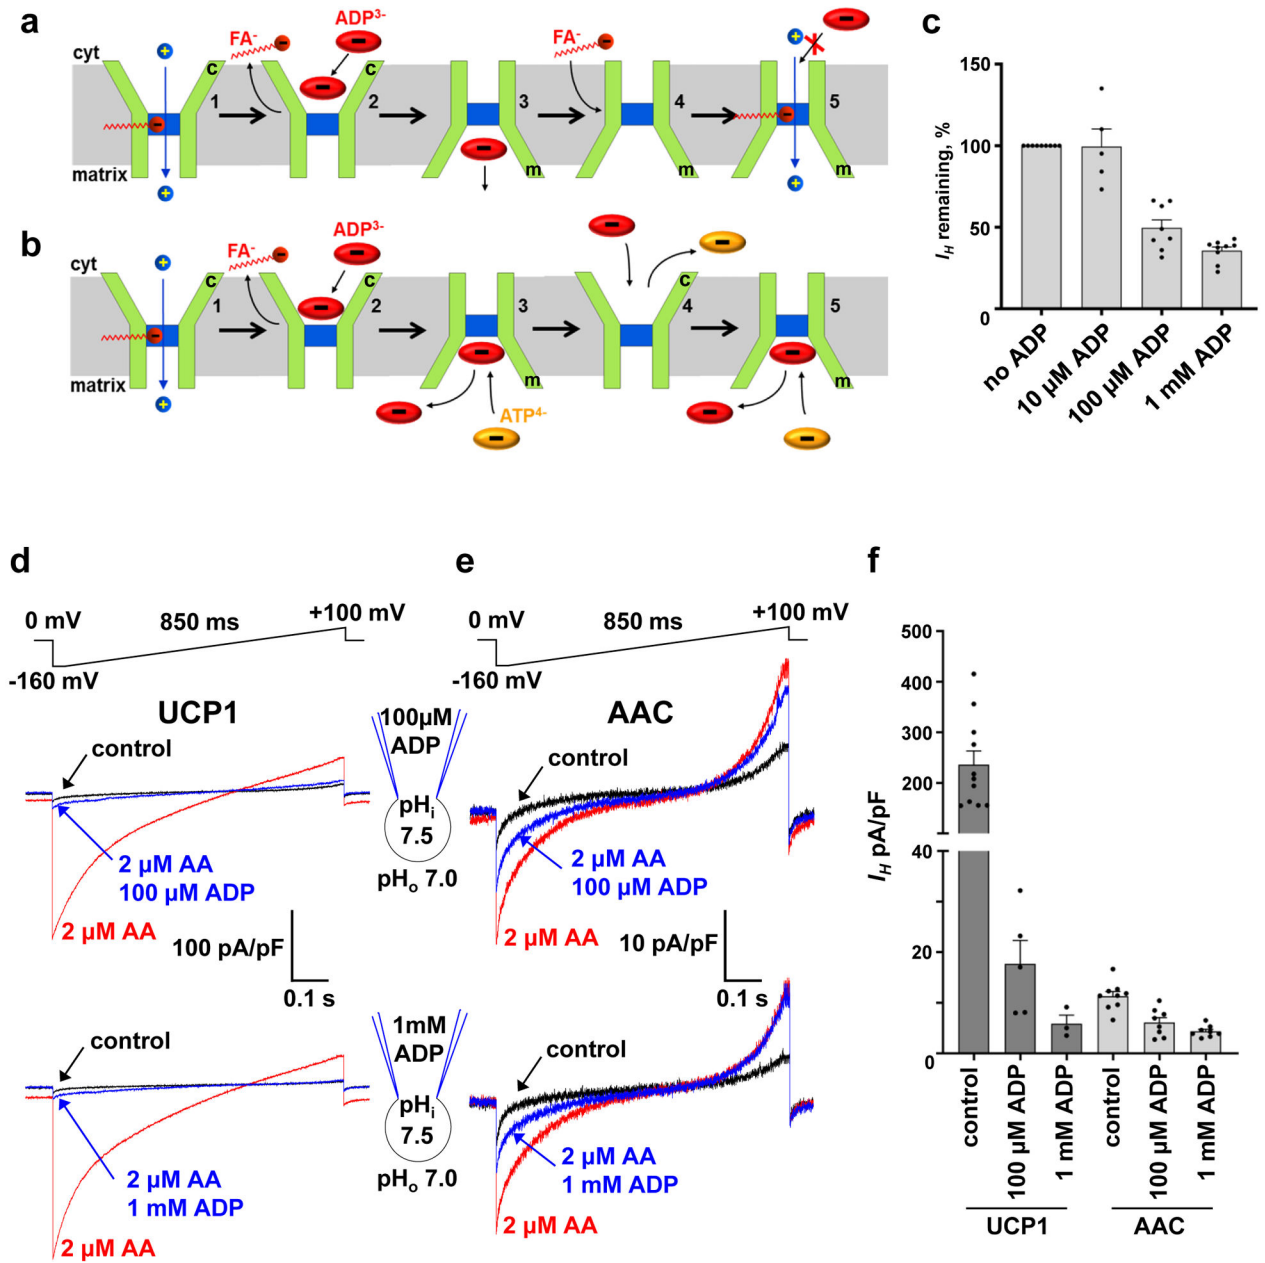 a
cyt
FA-
ADP3-
C
1
2
FA-
3
4
5
m
m
m
matrix
b
cyt
FA-
ADP3-
C
1
2
3
C
4
5
m
m
matrix
ATP4-
c
IH remaining, %
150
100
50
0
no ADP
10 µM ADP
100 µM ADP
1 mM ADP
d
0 mV
850 ms
+100 mV
-160 mV
UCP1
control
2 µM AA
100 µM ADP
2 µM AA
100 pA/pF
0.1 s
control
2 µM AA
1 mM ADP
2 µM AA
100µM
ADP
pHi
7.5
pHo 7.0
1mM
ADP
pHi
7.5
pHo 7.0
e
0 mV
850 ms
+100 mV
-160 mV
AAC
control
2 µM AA
100 µM ADP
2 µM AA
10 pA/pF
0.1 s
control
2 µM AA
1 mM ADP
2 µM AA
f
IH pA/pF
500
400
300
200
40
20
0
control
100 µM ADP
1 mM ADP
control
100 µM ADP
1 mM ADP
UCP1
AAC